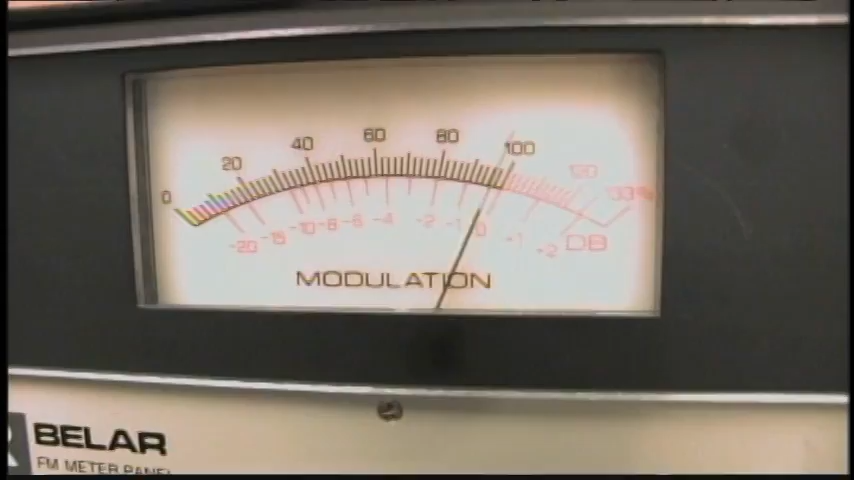 0 20 40 60 80 100 120 133%
-20 -15 -10 -8 -6 -4 -2 -1 0 -1 -2 DB
MODULATION
BELAR
FM METER PANEL